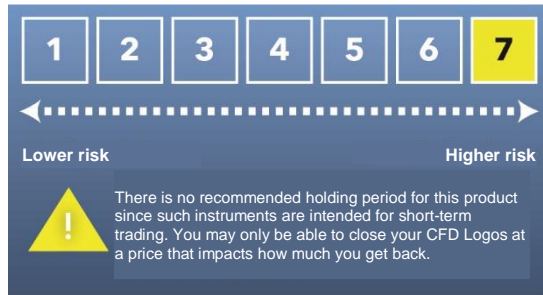 1 2 3 4 5 6 7
Lower risk Higher risk
!
There is no recommended holding period for this product
since such instruments are intended for short-term
trading. You may only be able to close your CFD Logos at
a price that impacts how much you get back.